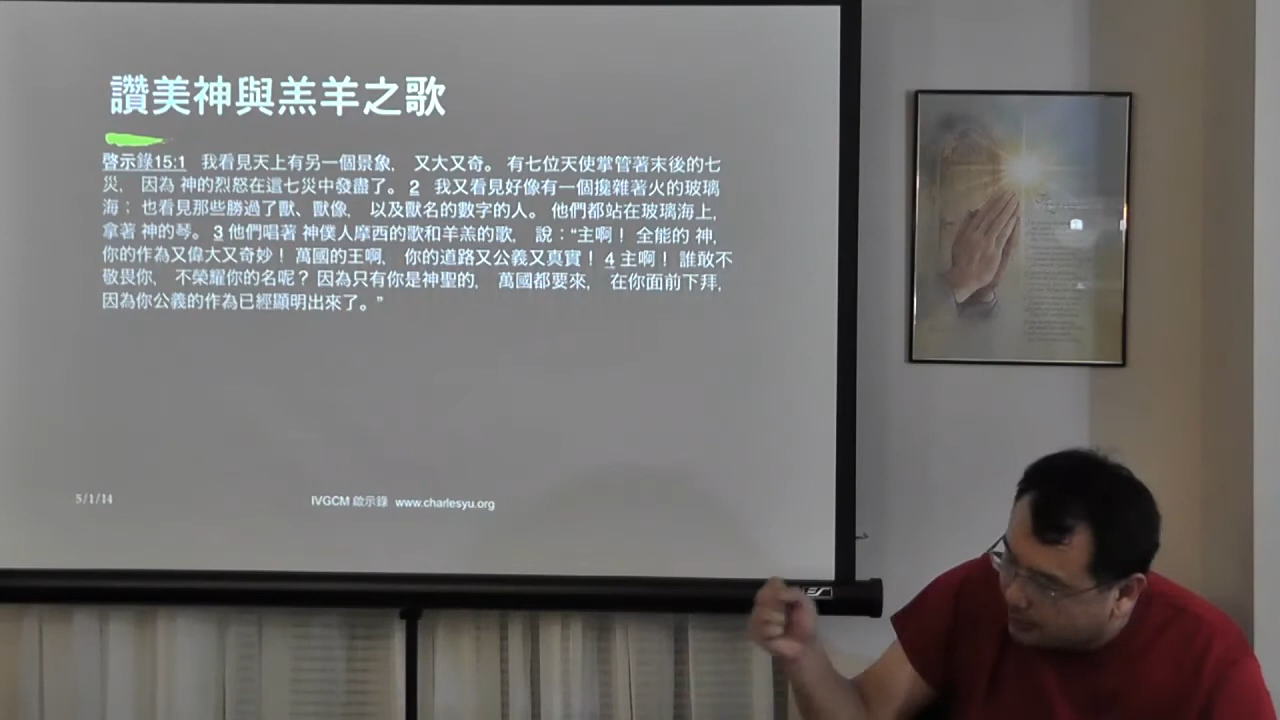 讚美神與羔羊之歌
啓示錄15:1 我看見天上有另一個景象, 又大又奇。 有七位天使掌管著末後的七
災, 因為 神的烈怒在這七災中發盡了。 2 我又看見好像有一個攙雜著火的玻璃
海；也看見那些勝過了獸、獸像, 以及獸名的數字的人。 他們都站在玻璃海上,
拿著 神的琴。 3 他們唱著 神僕人摩西的歌和羊羔的歌, 說：“主啊！ 全能的 神,
你的作為又偉大又奇妙！ 萬國的王啊, 你的道路又公義又真實！ 4 主啊！ 誰敢不
敬畏你, 不榮耀你的名呢？ 因為只有你是神聖的, 萬國都要來, 在你面前下拜,
因為你公義的作為已經顯明出來了。”
5/1/14
IVGCM 啟示錄 www.charlesyu.org